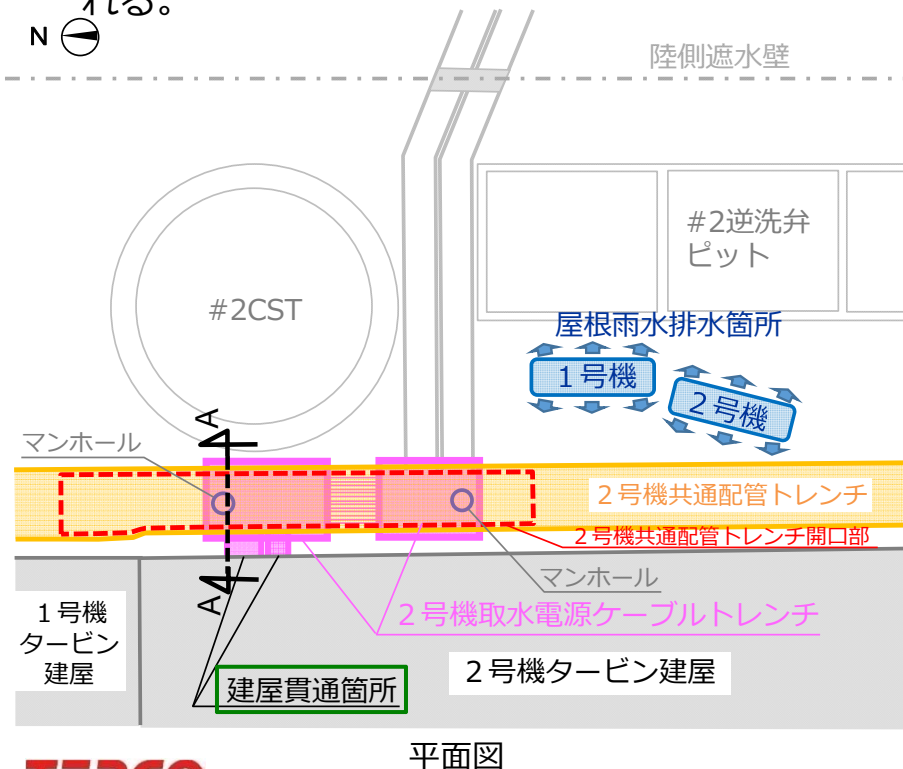 れる。
N
陸側遮水壁
#2逆洗弁
ピット
#2CST
屋根雨水排水箇所
１号機
２号機
A
マンホール
２号機共通配管トレンチ
２号機共通配管トレンチ開口部
マンホール
A
２号機取水電源ケーブルトレンチ
１号機
タービン
建屋
２号機タービン建屋
建屋貫通箇所
平面図
TEPCO